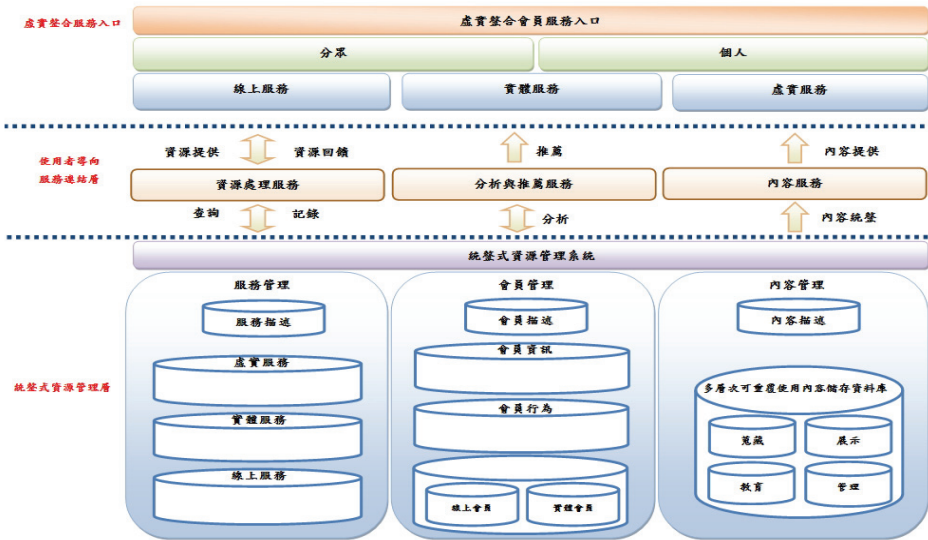 虛實整合服務入口
虛實整合會員服務入口
分眾
個人
線上服務
實體服務
虛實服務
使用者導向
服務連結層
資源提供
資源回饋
推薦
內容提供
資源處理服務
分析與推薦服務
內容服務
查詢
記錄
分析
內容統整
統整式資源管理層
統整式資源管理系統
服務管理
服務描述
虛實服務
實體服務
線上服務
會員管理
會員描述
會員資訊
會員行為
線上會員
實體會員
內容管理
內容描述
多層次可重覆使用內容儲存資料庫
蒐藏
展示
教育
管理